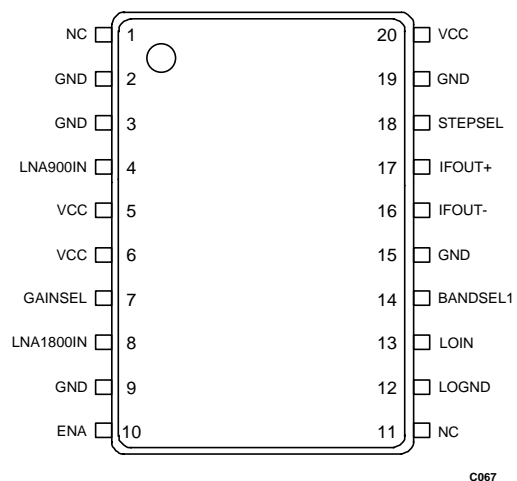 NC 1 20 VCC
GND 2 19 GND
GND 3 18 STEPSEL
LNA900IN 4 17 IFOUT+
VCC 5 16 IFOUT-
VCC 6 15 GND
GAINSEL 7 14 BANDSEL1
LNA1800IN 8 13 LOIN
GND 9 12 LOGND
ENA 10 11 NC
C067